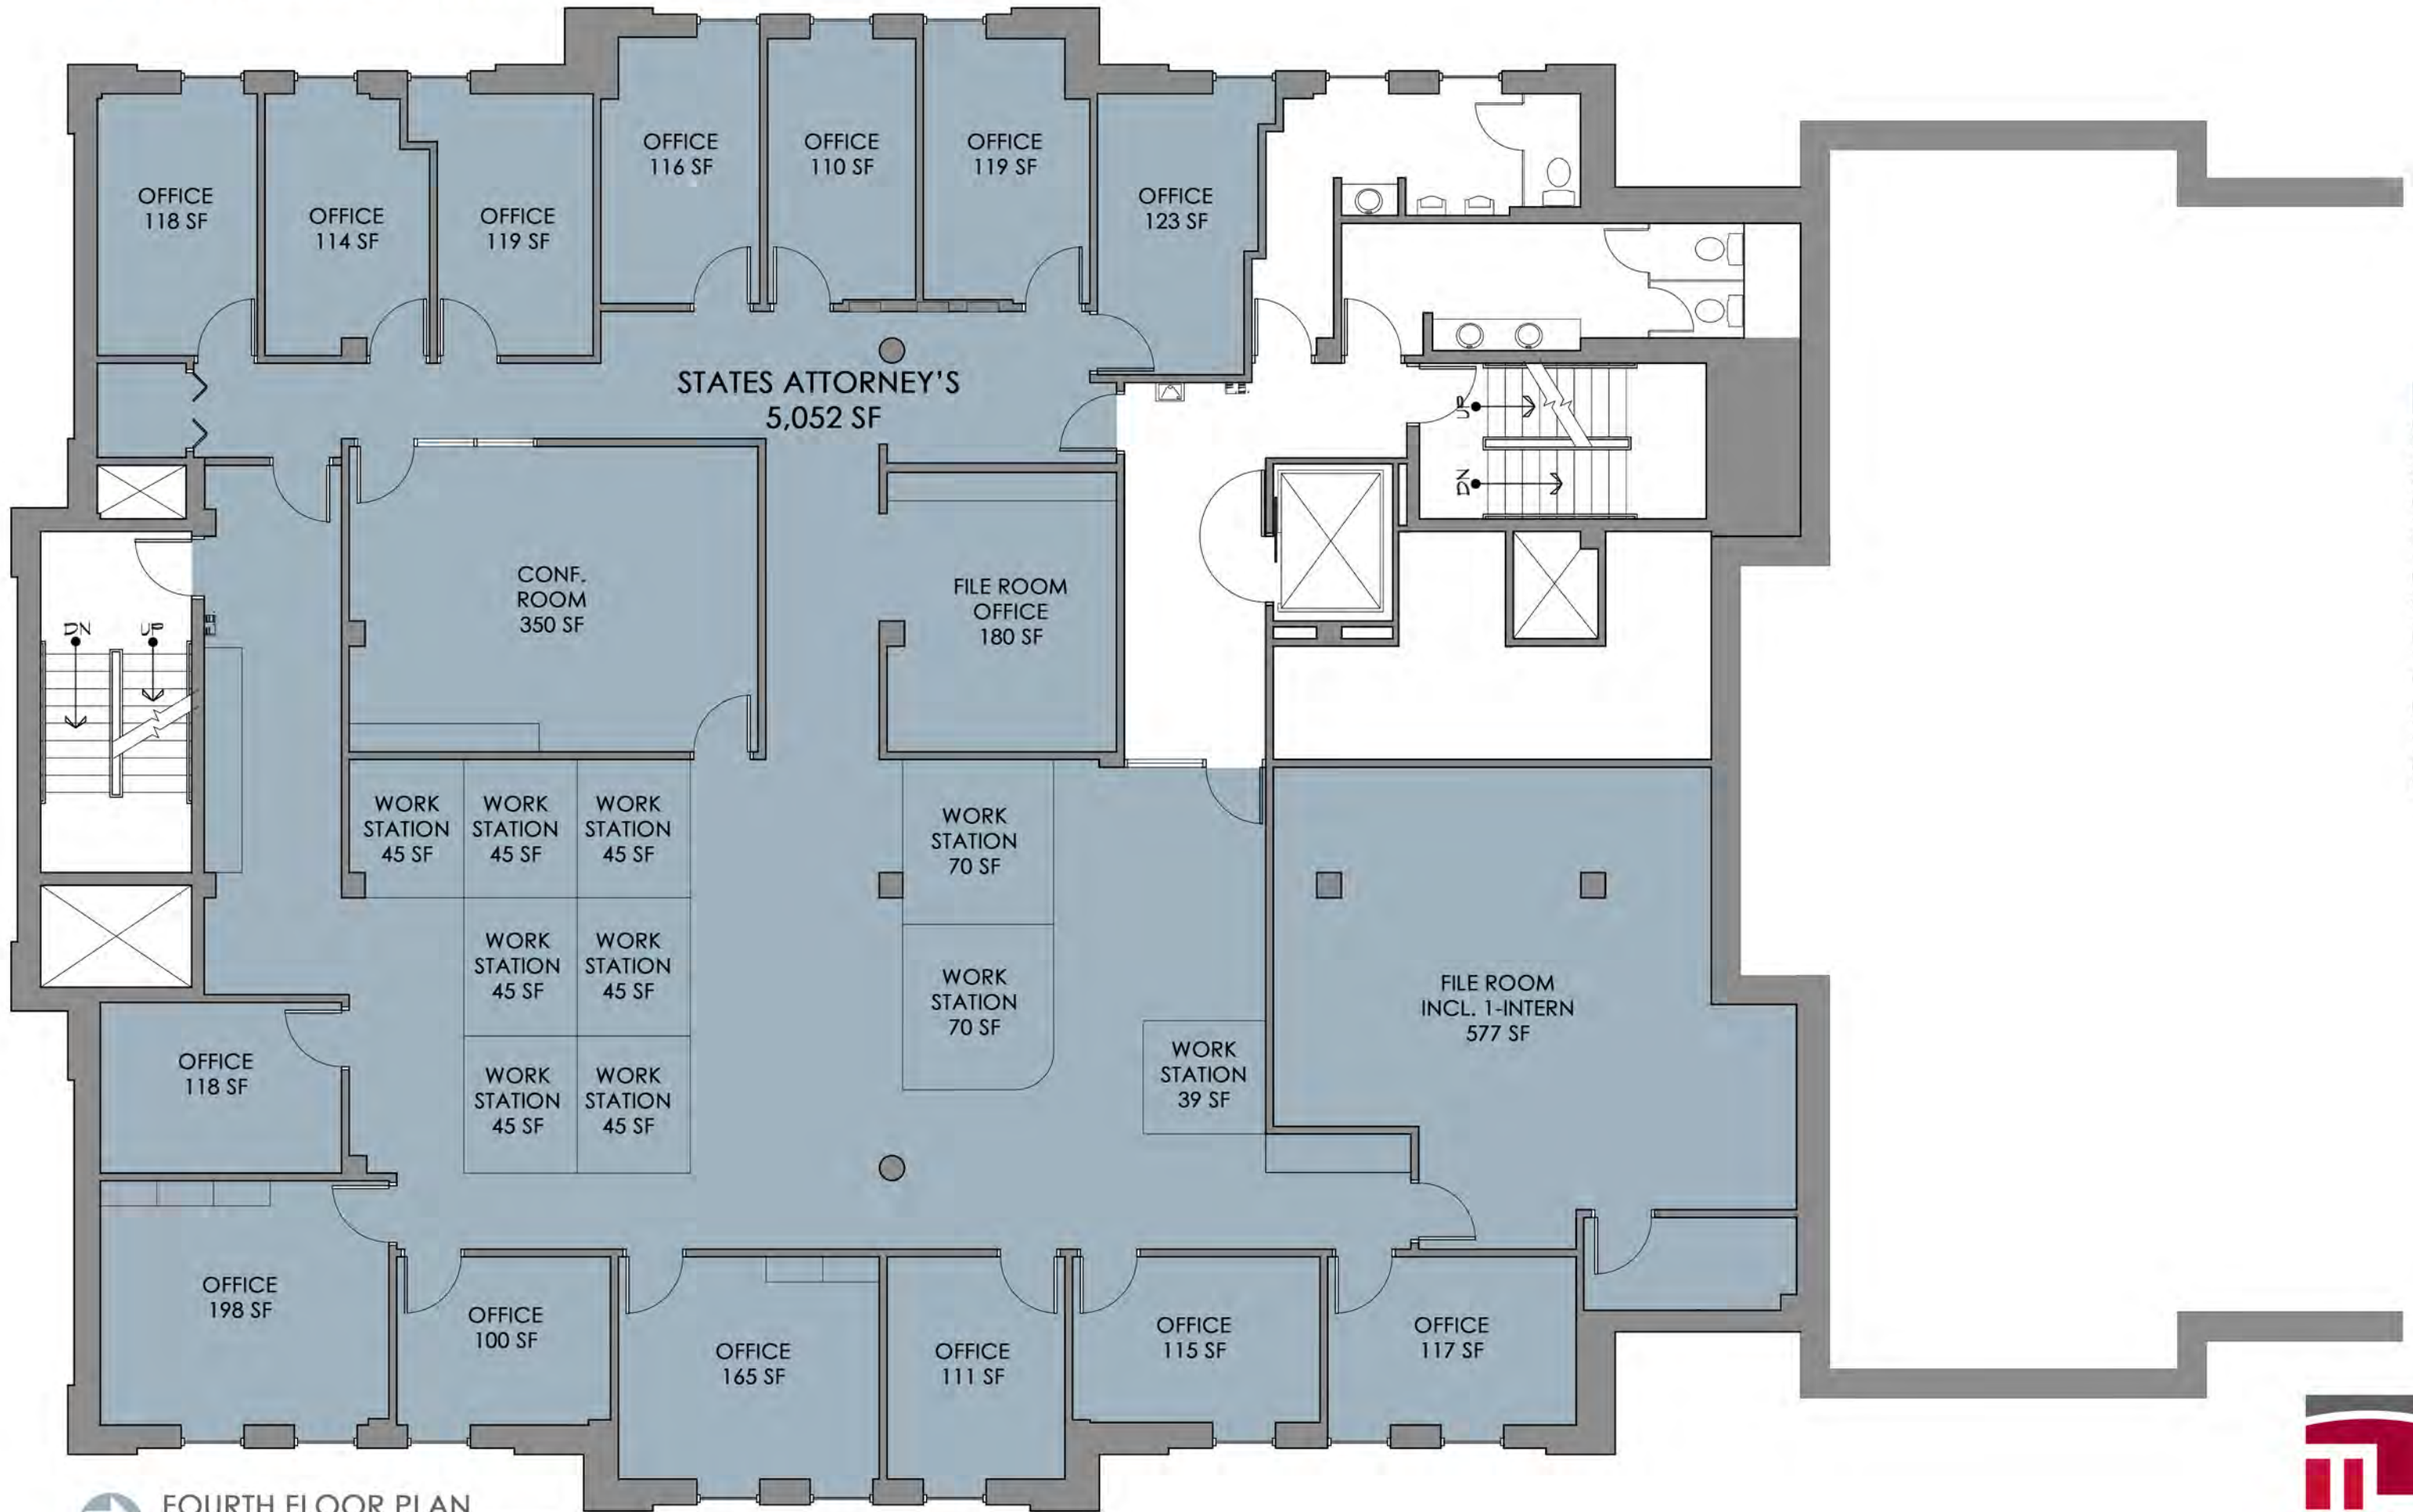 OFFICE
116 SF
OFFICE
110 SF
OFFICE
119 SF
OFFICE
118 SF
OFFICE
114 SF
OFFICE
119 SF
OFFICE
123 SF
STATES ATTORNEY'S
5,052 SF
UP
DN
CONF.
ROOM
350 SF
FILE ROOM
OFFICE
180 SF
DN
UP
WORK
STATION
45 SF
WORK
STATION
45 SF
WORK
STATION
45 SF
WORK
STATION
70 SF
WORK
STATION
45 SF
WORK
STATION
45 SF
WORK
STATION
70 SF
FILE ROOM
INCL. 1-INTERN
577 SF
OFFICE
118 SF
WORK
STATION
45 SF
WORK
STATION
45 SF
WORK
STATION
39 SF
OFFICE
198 SF
OFFICE
100 SF
OFFICE
165 SF
OFFICE
111 SF
OFFICE
115 SF
OFFICE
117 SF
FOURTH FLOOR PLAN